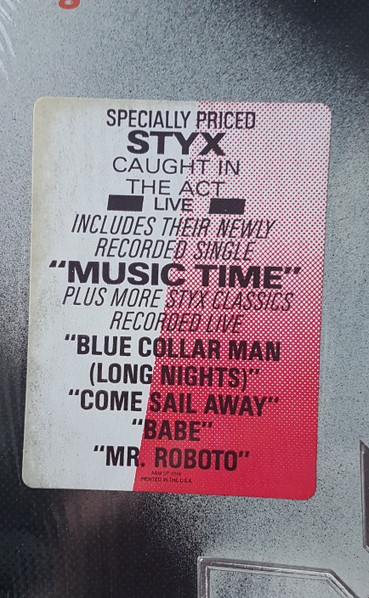 SPECIALLY PRICED
STYX
CAUGHT IN
THE ACT
LIVE
INCLUDES THEIR NEWLY
RECORDED SINGLE
"MUSIC TIME"
PLUS MORE STYX CLASSICS
RECORDED LIVE
"BLUE COLLAR MAN
(LONG NIGHTS)"
"COME SAIL AWAY"
"BABE"
"MR. ROBOTO"
PRINTED IN THE U.S.A.